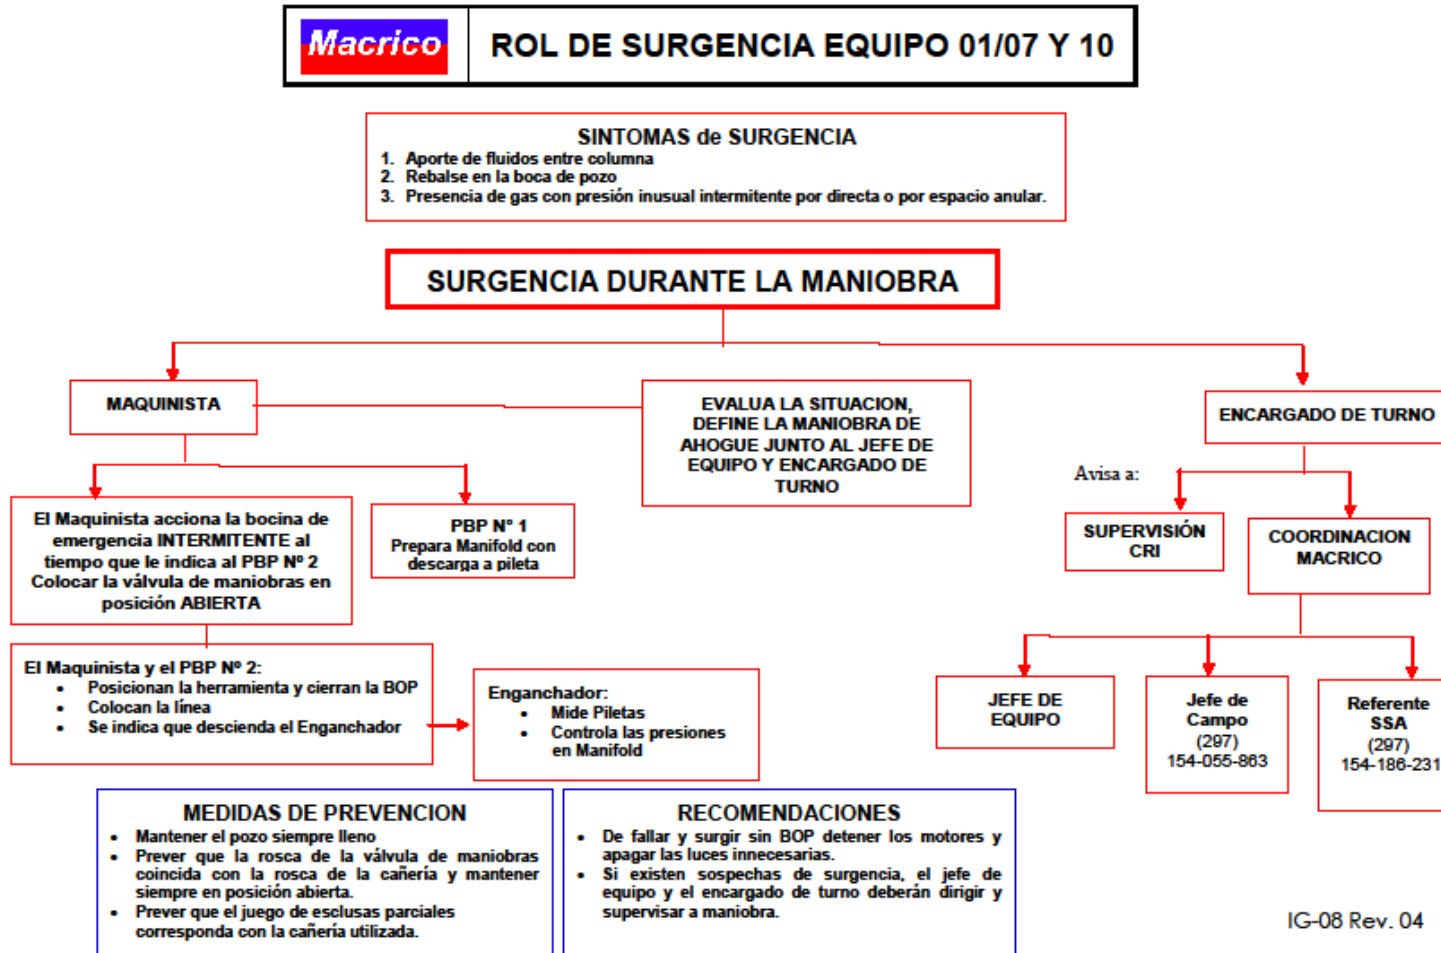 Macrico
ROL DE SURGENCIA EQUIPO 01/07 Y 10
SINTOMAS de SURGENCIA
1. Aporte de fluidos entre columna
2. Rebalse en la boca de pozo
3. Presencia de gas con presión inusual intermitente por directa o por espacio anular.
SURGENCIA DURANTE LA MANIOBRA
MAQUINISTA
EVALUA LA SITUACION,
DEFINE LA MANIOBRA DE
AHOGUE JUNTO AL JEFE DE
EQUIPO Y ENCARGADO DE
TURNO
ENCARGADO DE TURNO
Avisa a:
El Maquinista acciona la bocina de
emergencia INTERMITENTE al
tiempo que le indica al PBP Nº 2
Colocar la válvula de maniobras en
posición ABIERTA
PBP N° 1
Prepara Manifold con
descarga a pileta
SUPERVISIÓN
CRI
COORDINACION
MACRICO
El Maquinista y el PBP Nº 2:
• Posicionan la herramienta y cierran la BOP
• Colocan la línea
• Se indica que descienda el Enganchador
Enganchador:
• Mide Piletas
• Controla las presiones
en Manifold
JEFE DE
EQUIPO
Jefe de
Campo
(297)
154-055-863
Referente
SSA
(297)
154-186-231
MEDIDAS DE PREVENCION
• Mantener el pozo siempre lleno
• Prever que la rosca de la válvula de maniobras
coincida con la rosca de la cañería y mantener
siempre en posición abierta.
• Prever que el juego de esclusas parciales
corresponda con la cañería utilizada.
RECOMENDACIONES
• De fallar y surgir sin BOP detener los motores y
apagar las luces innecesarias.
• Si existen sospechas de surgencia, el jefe de
equipo y el encargado de turno deberán dirigir y
supervisar a maniobra.
IG-08 Rev. 04